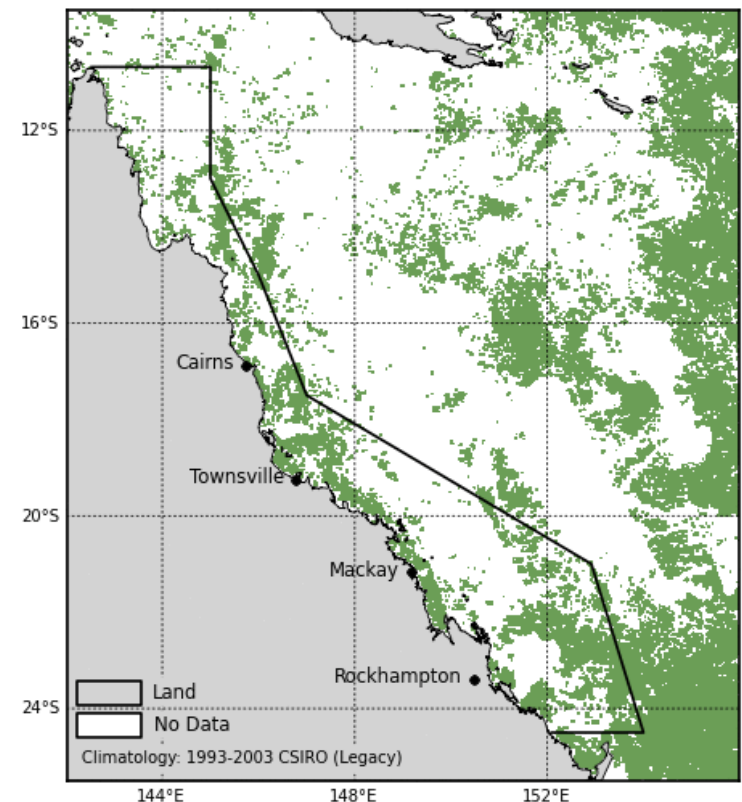 12°S
16°S
Cairns
Townsville
20°S
Mackay
Rockhampton
Land
24°S
No Data
Climatology: 1993-2003 CSIRO (Legacy)
144°E 148°E 152°E